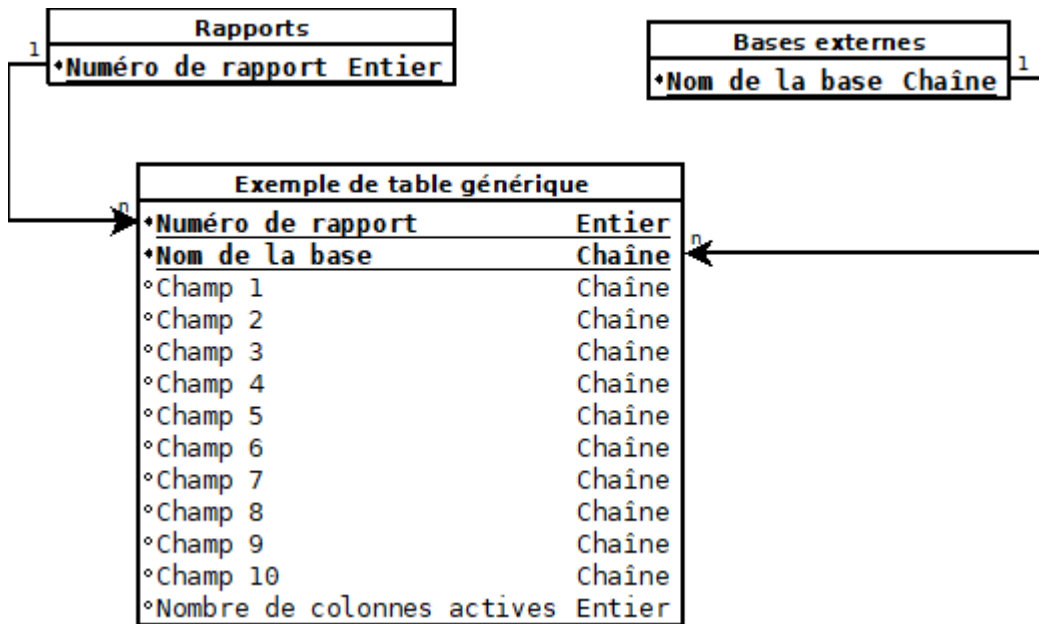 Rapports
1
Numéro de rapport Entier
Bases externes
1
Nom de la base Chaîne
Exemple de table générique
n
Numéro de rapport Entier
n
Nom de la base Chaîne
Champ 1 Chaîne
Champ 2 Chaîne
Champ 3 Chaîne
Champ 4 Chaîne
Champ 5 Chaîne
Champ 6 Chaîne
Champ 7 Chaîne
Champ 8 Chaîne
Champ 9 Chaîne
Champ 10 Chaîne
Nombre de colonnes actives Entier